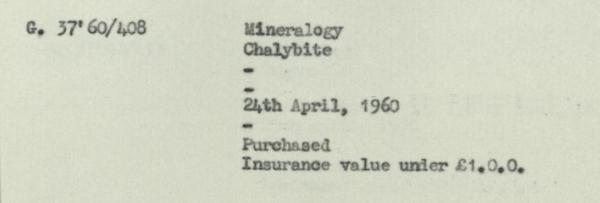 G. 37'60/408 Mineralogy
Chalybite
-
-
24th April, 1960
-
Purchased
Insurance value under £1.0.0.